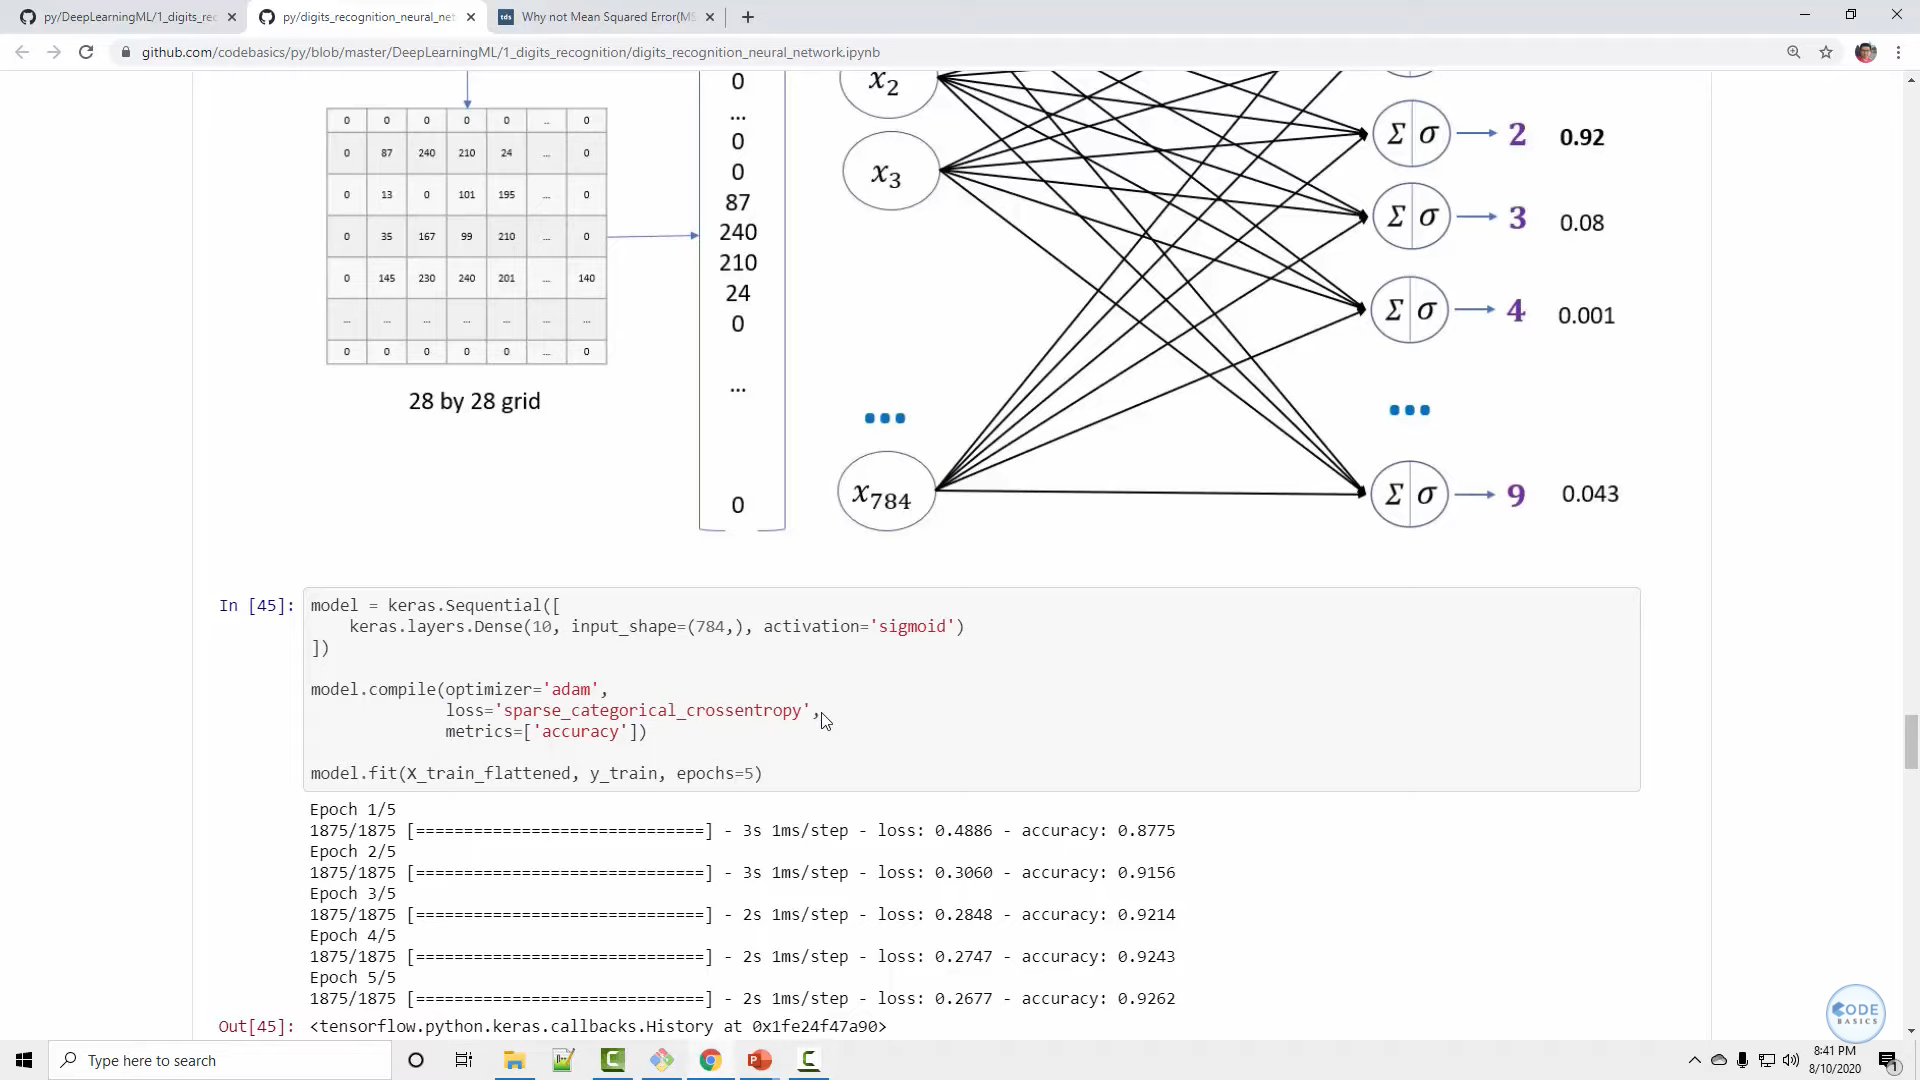 py/DeepLearningML/1_digits_rec
py/digits_recognition_neural_net
tds Why not Mean Squared Error(MS
github.com/codebasics/py/blob/master/DeepLearningML/1_digits_recognition/digits_recognition_neural_network.ipynb
0 0 0 0 0 .. 0
0 87 240 210 24 ... 0
0 13 0 101 195 ... 0
0 35 167 99 210 ... 0
0 145 230 240 201 ... 140
... ... ... ... ... ... ...
0 0 0 0 0 ... 0
28 by 28 grid
0
...
0
0
87
240
210
24
0
...
0
x2
x3
...
x784
Σ σ 2 0.92
Σ σ 3 0.08
Σ σ 4 0.001
...
Σ σ 9 0.043
In [45]:
model = keras.Sequential([
keras.layers.Dense(10, input_shape=(784,), activation='sigmoid')
])
model.compile(optimizer='adam',
loss='sparse_categorical_crossentropy',
metrics=['accuracy'])
model.fit(X_train_flattened, y_train, epochs=5)
Epoch 1/5
1875/1875 [==============================] - 3s 1ms/step - loss: 0.4886 - accuracy: 0.8775
Epoch 2/5
1875/1875 [==============================] - 3s 1ms/step - loss: 0.3060 - accuracy: 0.9156
Epoch 3/5
1875/1875 [==============================] - 2s 1ms/step - loss: 0.2848 - accuracy: 0.9214
Epoch 4/5
1875/1875 [==============================] - 2s 1ms/step - loss: 0.2747 - accuracy: 0.9243
Epoch 5/5
1875/1875 [==============================] - 2s 1ms/step - loss: 0.2677 - accuracy: 0.9262
Out[45]: <tensorflow.python.keras.callbacks.History at 0x1fe24f47a90>
CODE
BASICS
Type here to search
8:41 PM
8/10/2020
1